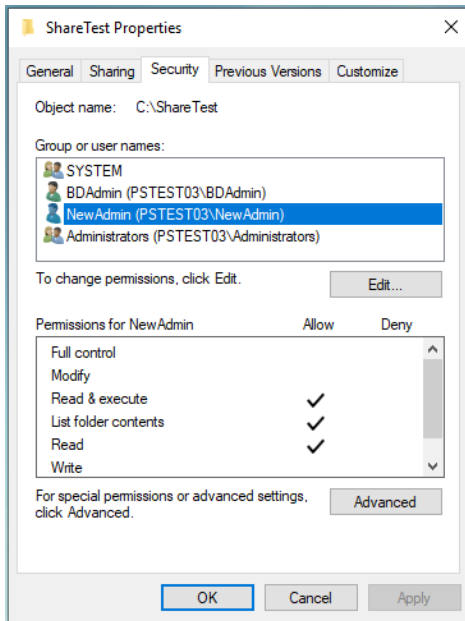 ShareTest Properties
General Sharing Security Previous Versions Customize
Object name: C:\ShareTest
Group or user names:
SYSTEM
BDAdmin (PSTEST03\BDAdmin)
NewAdmin (PSTEST03\NewAdmin)
Administrators (PSTEST03\Administrators)
To change permissions, click Edit.
Edit...
Permissions for NewAdmin Allow Deny
Full control
Modify
Read & execute
List folder contents
Read
Write
For special permissions or advanced settings,
click Advanced.
Advanced
OK Cancel Apply